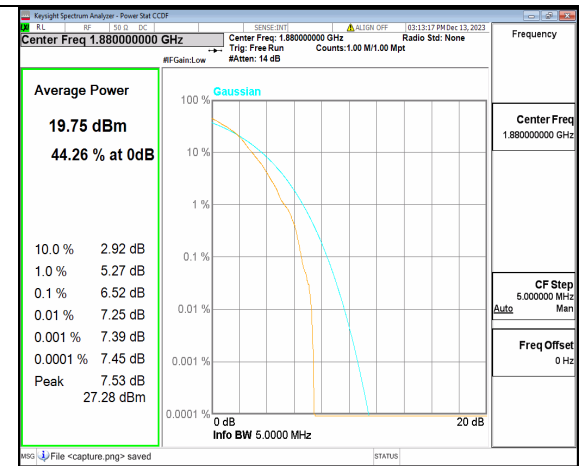 Keysight Spectrum Analyzer - Power Stat CCDF
RL RF 50 Ω DC SENSE:INT ALIGN OFF 03:13:17 PM Dec 13, 2023
Center Freq 1.880000000 GHz
Center Freq: 1.880000000 GHz Radio Std: None
Trig: Free Run Counts:1.00 M/1.00 Mpt
#IFGain:Low #Atten: 14 dB
Frequency
Average Power
19.75 dBm
44.26 % at 0dB
10.0 % 2.92 dB
1.0 % 5.27 dB
0.1 % 6.52 dB
0.01 % 7.25 dB
0.001 % 7.39 dB
0.0001 % 7.45 dB
Peak 7.53 dB
27.28 dBm
Gaussian
100 %
10 %
1 %
0.1 %
0.01 %
0.001 %
0.0001 %
0 dB 20 dB
Info BW 5.0000 MHz
Center Freq
1.880000000 GHz
CF Step
5.000000 MHz
Auto Man
Freq Offset
0 Hz
MSG File <capture.png> saved STATUS